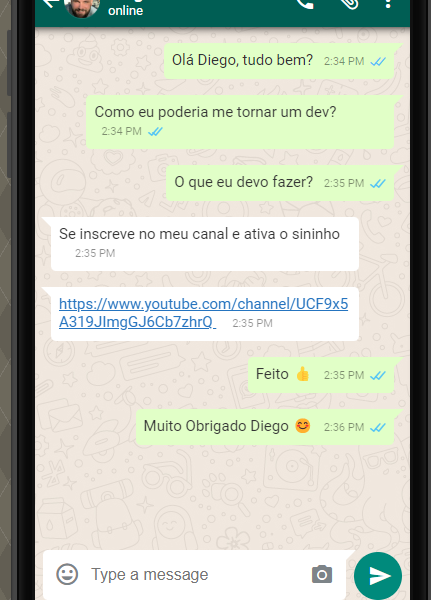 online
Olá Diego, tudo bem? 2:34 PM
Como eu poderia me tornar um dev?
2:34 PM
O que eu devo fazer? 2:35 PM
Se inscreve no meu canal e ativa o sininho
2:35 PM
https://www.youtube.com/channel/UCF9x5
A319JImgGJ6Cb7zhrQ 2:35 PM
Feito 👍 2:35 PM
Muito Obrigado Diego 😊 2:36 PM
Type a message